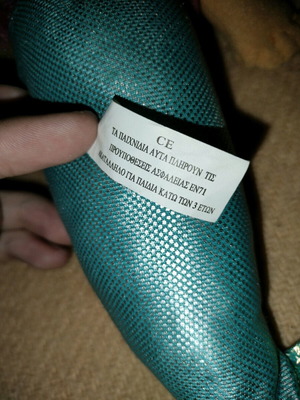 CE
ΤΑ ΠΑΙΧΝΙΔΙΑ ΑΥΤΑ ΠΛΗΡΟΥΝ ΤΙΣ
ΠΡΟΥΠΟΘΕΣΕΙΣ ΑΣΦΑΛΕΙΑΣ EN71
ΑΚΑΤΑΛΛΗΛΟ ΓΙΑ ΠΑΙΔΙΑ ΚΑΤΩ ΤΩΝ 3 ΕΤΩΝ